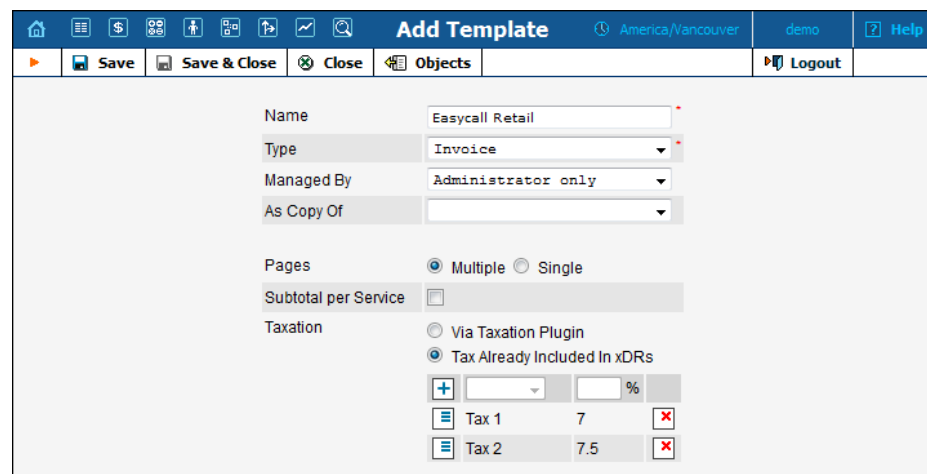 $ Add Template America/Vancouver demo ? Help
Save Save & Close Close Objects Logout
Name Easycall Retail *
Type Invoice *
Managed By Administrator only
As Copy Of
Pages Multiple Single
Subtotal per Service
Taxation Via Taxation Plugin
Tax Already Included In xDRs
%
Tax 1 7
Tax 2 7.5